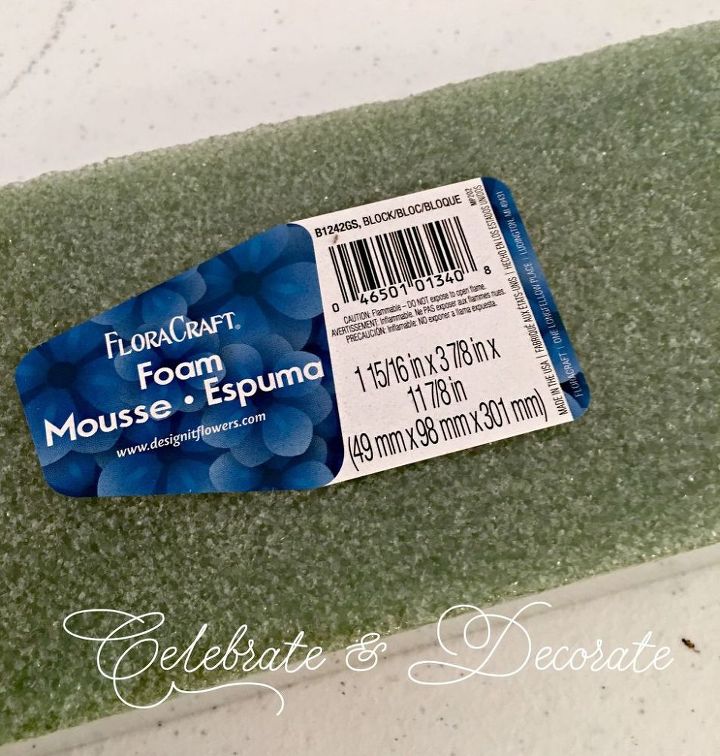 FLORACRAFT®
Foam
Mousse • Espuma
www.designitflowers.com
B1242GS, BLOCK/BLOC/BLOQUE
MP202
0 46501 01340 8
CAUTION: Flammable – DO NOT expose to open flame.
AVERTISSEMENT: Inflammable. Ne PAS exposer aux flammes nues.
PRECAUCIÓN: Inflamable. NO exponer a flama expuesta.
1 15/16 in x 3 7/8 in x
11 7/8 in
(49 mm x 98 mm x 301 mm)
MADE IN THE USA | FABRIQUÉ AUX ÉTATS-UNIS | HECHO EN LOS ESTADOS UNIDOS
FLORACRAFT | ONE LONGFELLOW PLACE | LUDINGTON, MI 49431
Celebrate & Decorate